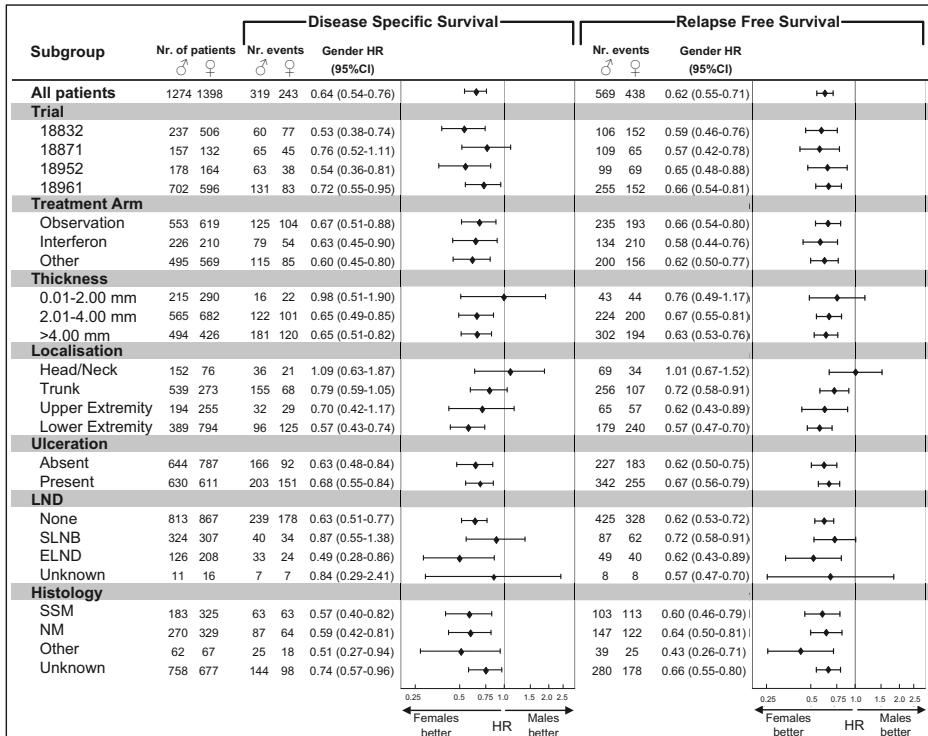 Disease Specific Survival Relapse Free Survival
Subgroup Nr. of patients Nr. events Gender HR Nr. events Gender HR
♂ ♀ ♂ ♀ (95%CI) ♂ ♀ (95%CI)
All patients 1274 1398 319 243 0.64 (0.54-0.76) 569 438 0.62 (0.55-0.71)
Trial
18832 237 506 60 77 0.53 (0.38-0.74) 106 152 0.59 (0.46-0.76)
18871 157 132 65 45 0.76 (0.52-1.11) 109 65 0.57 (0.42-0.78)
18952 178 164 63 38 0.54 (0.36-0.81) 99 69 0.65 (0.48-0.88)
18961 702 596 131 83 0.72 (0.55-0.95) 255 152 0.66 (0.54-0.81)
Treatment Arm
Observation 553 619 125 104 0.67 (0.51-0.88) 235 193 0.66 (0.54-0.80)
Interferon 226 210 79 54 0.63 (0.45-0.90) 134 210 0.58 (0.44-0.76)
Other 495 569 115 85 0.60 (0.45-0.80) 200 156 0.62 (0.50-0.77)
Thickness
0.01-2.00 mm 215 290 16 22 0.98 (0.51-1.90) 43 44 0.76 (0.49-1.17)
2.01-4.00 mm 565 682 122 101 0.65 (0.49-0.85) 224 200 0.67 (0.55-0.81)
>4.00 mm 494 426 181 120 0.65 (0.51-0.82) 302 194 0.63 (0.53-0.76)
Localisation
Head/Neck 152 76 36 21 1.09 (0.63-1.87) 69 34 1.01 (0.67-1.52)
Trunk 539 273 155 68 0.79 (0.59-1.05) 256 107 0.72 (0.58-0.91)
Upper Extremity 194 255 32 29 0.70 (0.42-1.17) 65 57 0.62 (0.43-0.89)
Lower Extremity 389 794 96 125 0.57 (0.43-0.74) 179 240 0.57 (0.47-0.70)
Ulceration
Absent 644 787 166 92 0.63 (0.48-0.84) 227 183 0.62 (0.50-0.75)
Present 630 611 203 151 0.68 (0.55-0.84) 342 255 0.67 (0.56-0.79)
LND
None 813 867 239 178 0.63 (0.51-0.77) 425 328 0.62 (0.53-0.72)
SLNB 324 307 40 34 0.87 (0.55-1.38) 87 62 0.72 (0.58-0.91)
ELND 126 208 33 24 0.49 (0.28-0.86) 49 40 0.62 (0.43-0.89)
Unknown 11 16 7 7 0.84 (0.29-2.41) 8 8 0.57 (0.47-0.70)
Histology
SSM 183 325 63 63 0.57 (0.40-0.82) 103 113 0.60 (0.46-0.79)
NM 270 329 87 64 0.59 (0.42-0.81) 147 122 0.64 (0.50-0.81)
Other 62 67 25 18 0.51 (0.27-0.94) 39 25 0.43 (0.26-0.71)
Unknown 758 677 144 98 0.74 (0.57-0.96) 280 178 0.66 (0.55-0.80)
0.25 0.5 0.75 1.0 1.5 2.0 2.5 0.25 0.5 0.75 1.0 1.5 2.0 2.5
Females better HR Males better Females better HR Males better